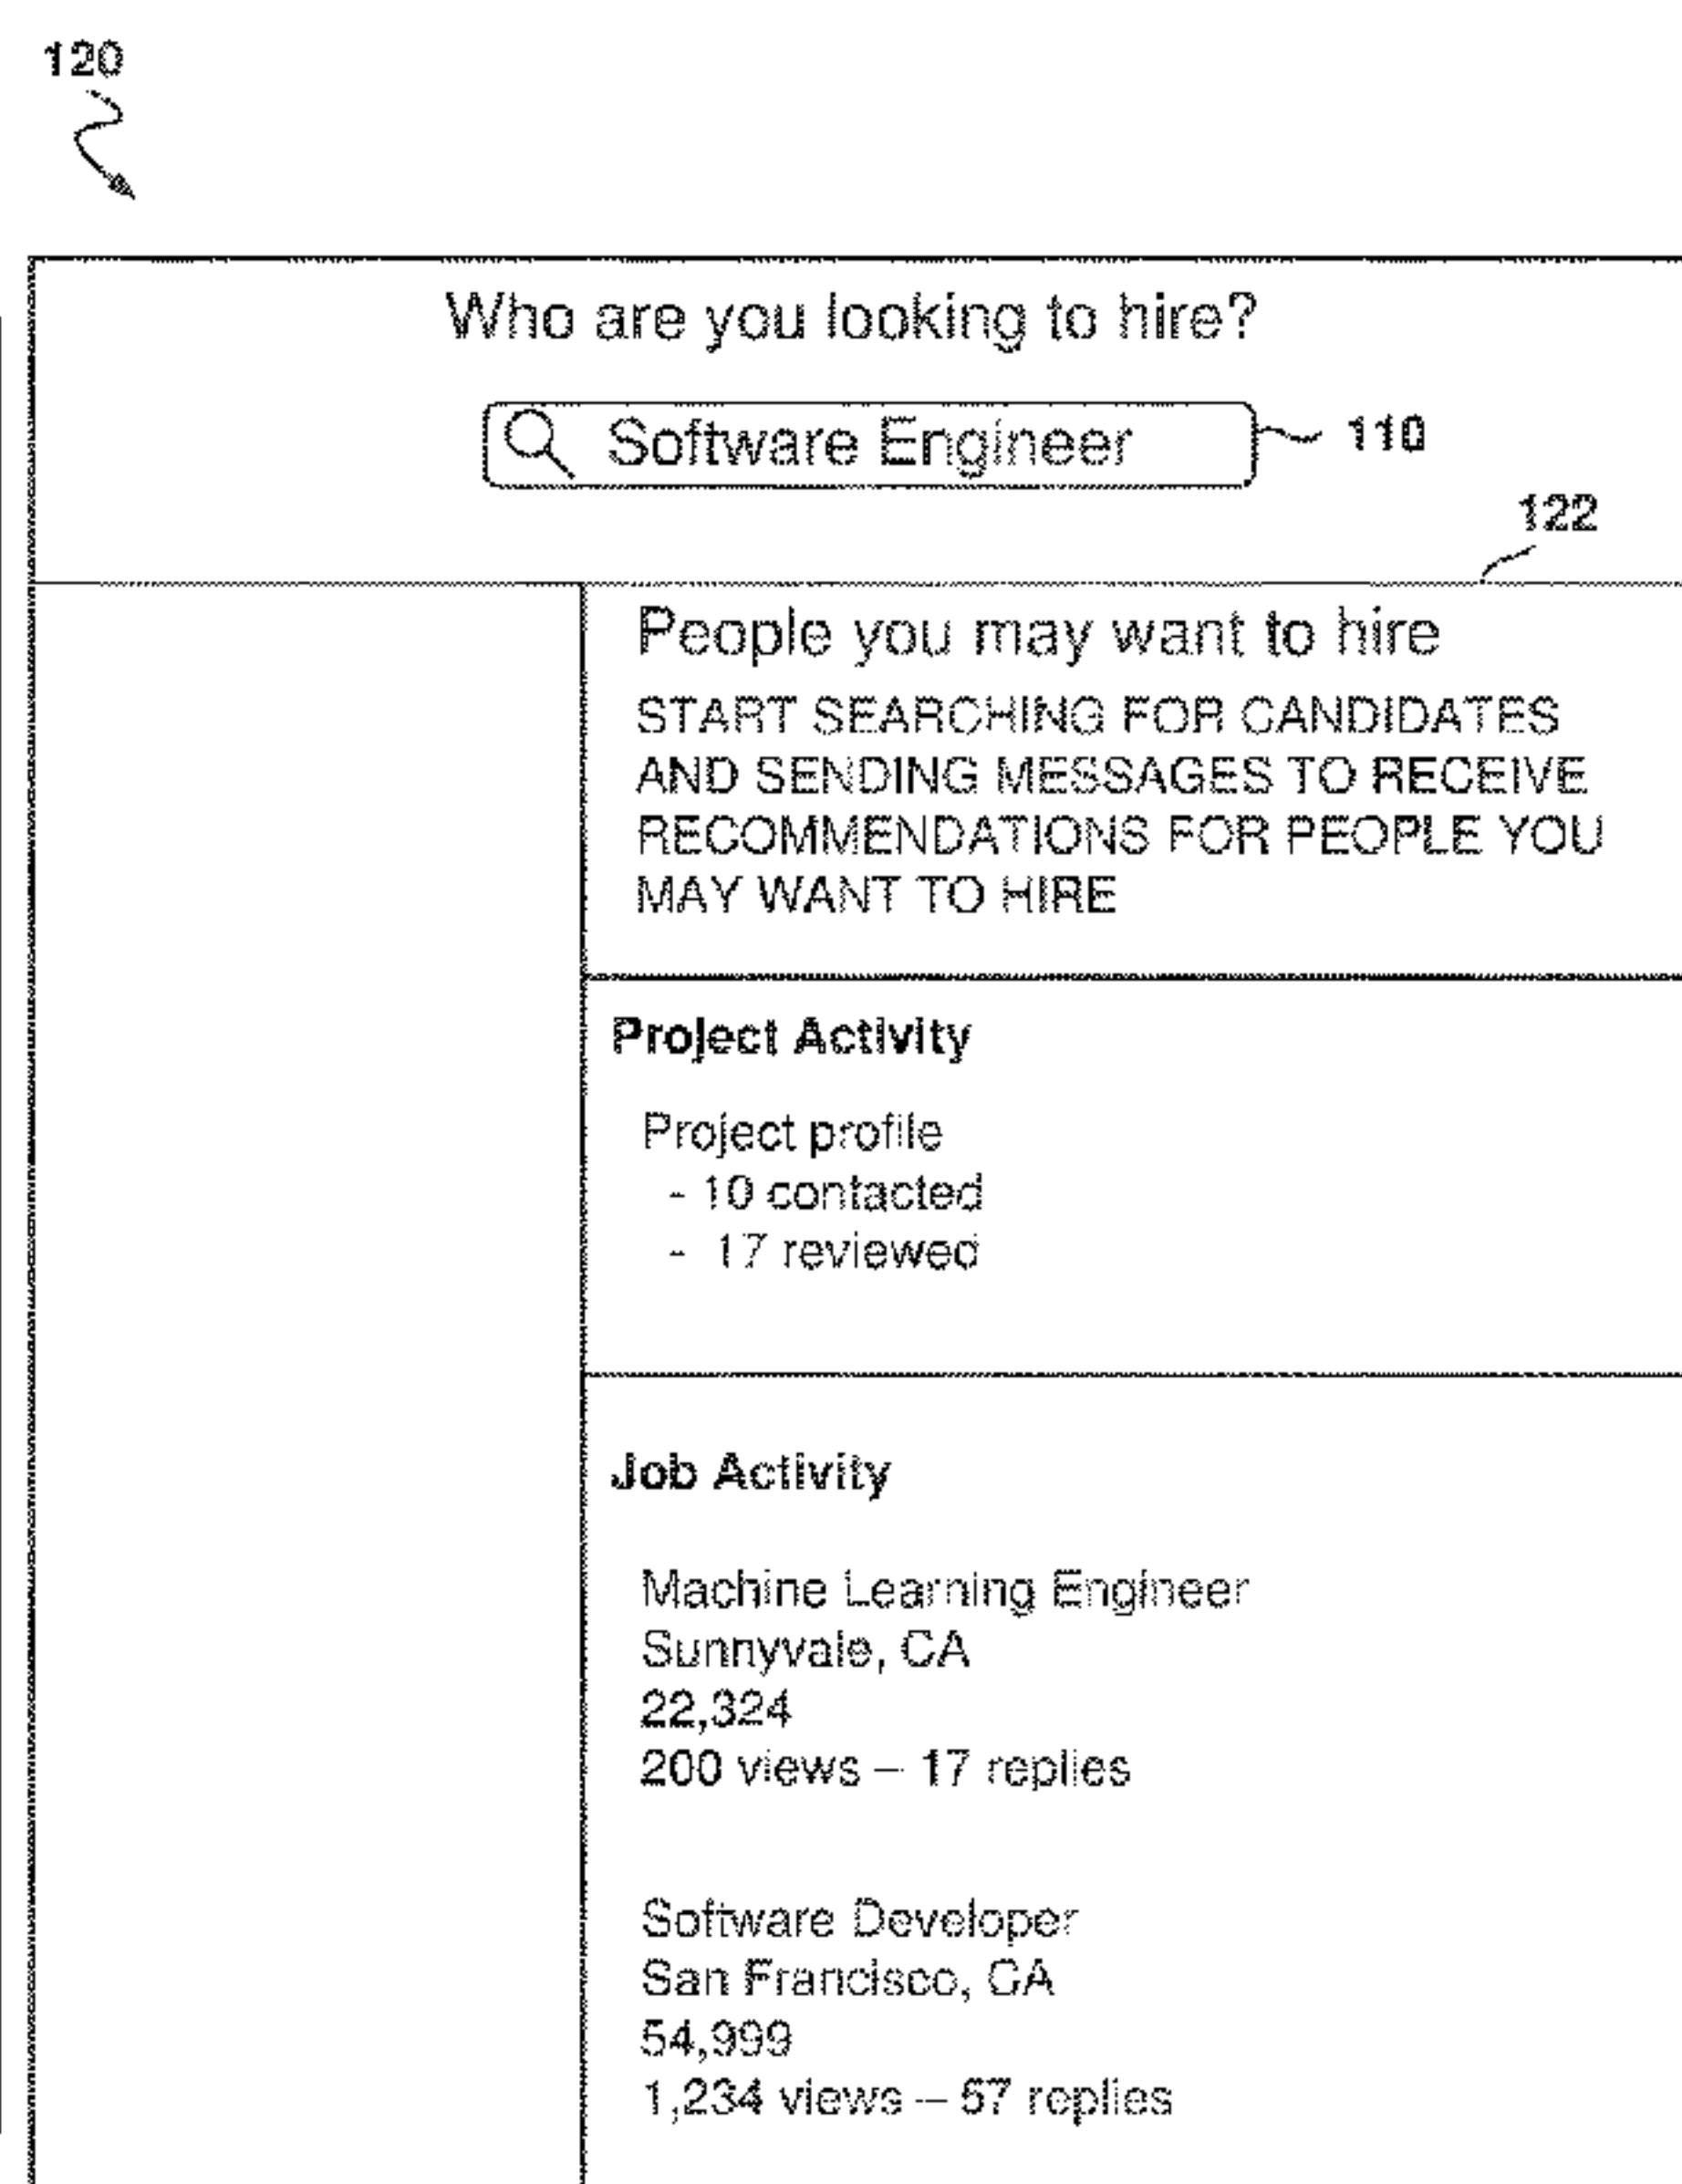 120
Who are you looking to hire?
Software Engineer
110
122
People you may want to hire
START SEARCHING FOR CANDIDATES
AND SENDING MESSAGES TO RECEIVE
RECOMMENDATIONS FOR PEOPLE YOU
MAY WANT TO HIRE
Project Activity
Project profile
- 10 contacted
- 17 reviewed
Job Activity
Machine Learning Engineer
Sunnyvale, CA
22,324
200 views – 17 replies
Software Developer
San Francisco, CA
54,999
1,234 views – 57 replies